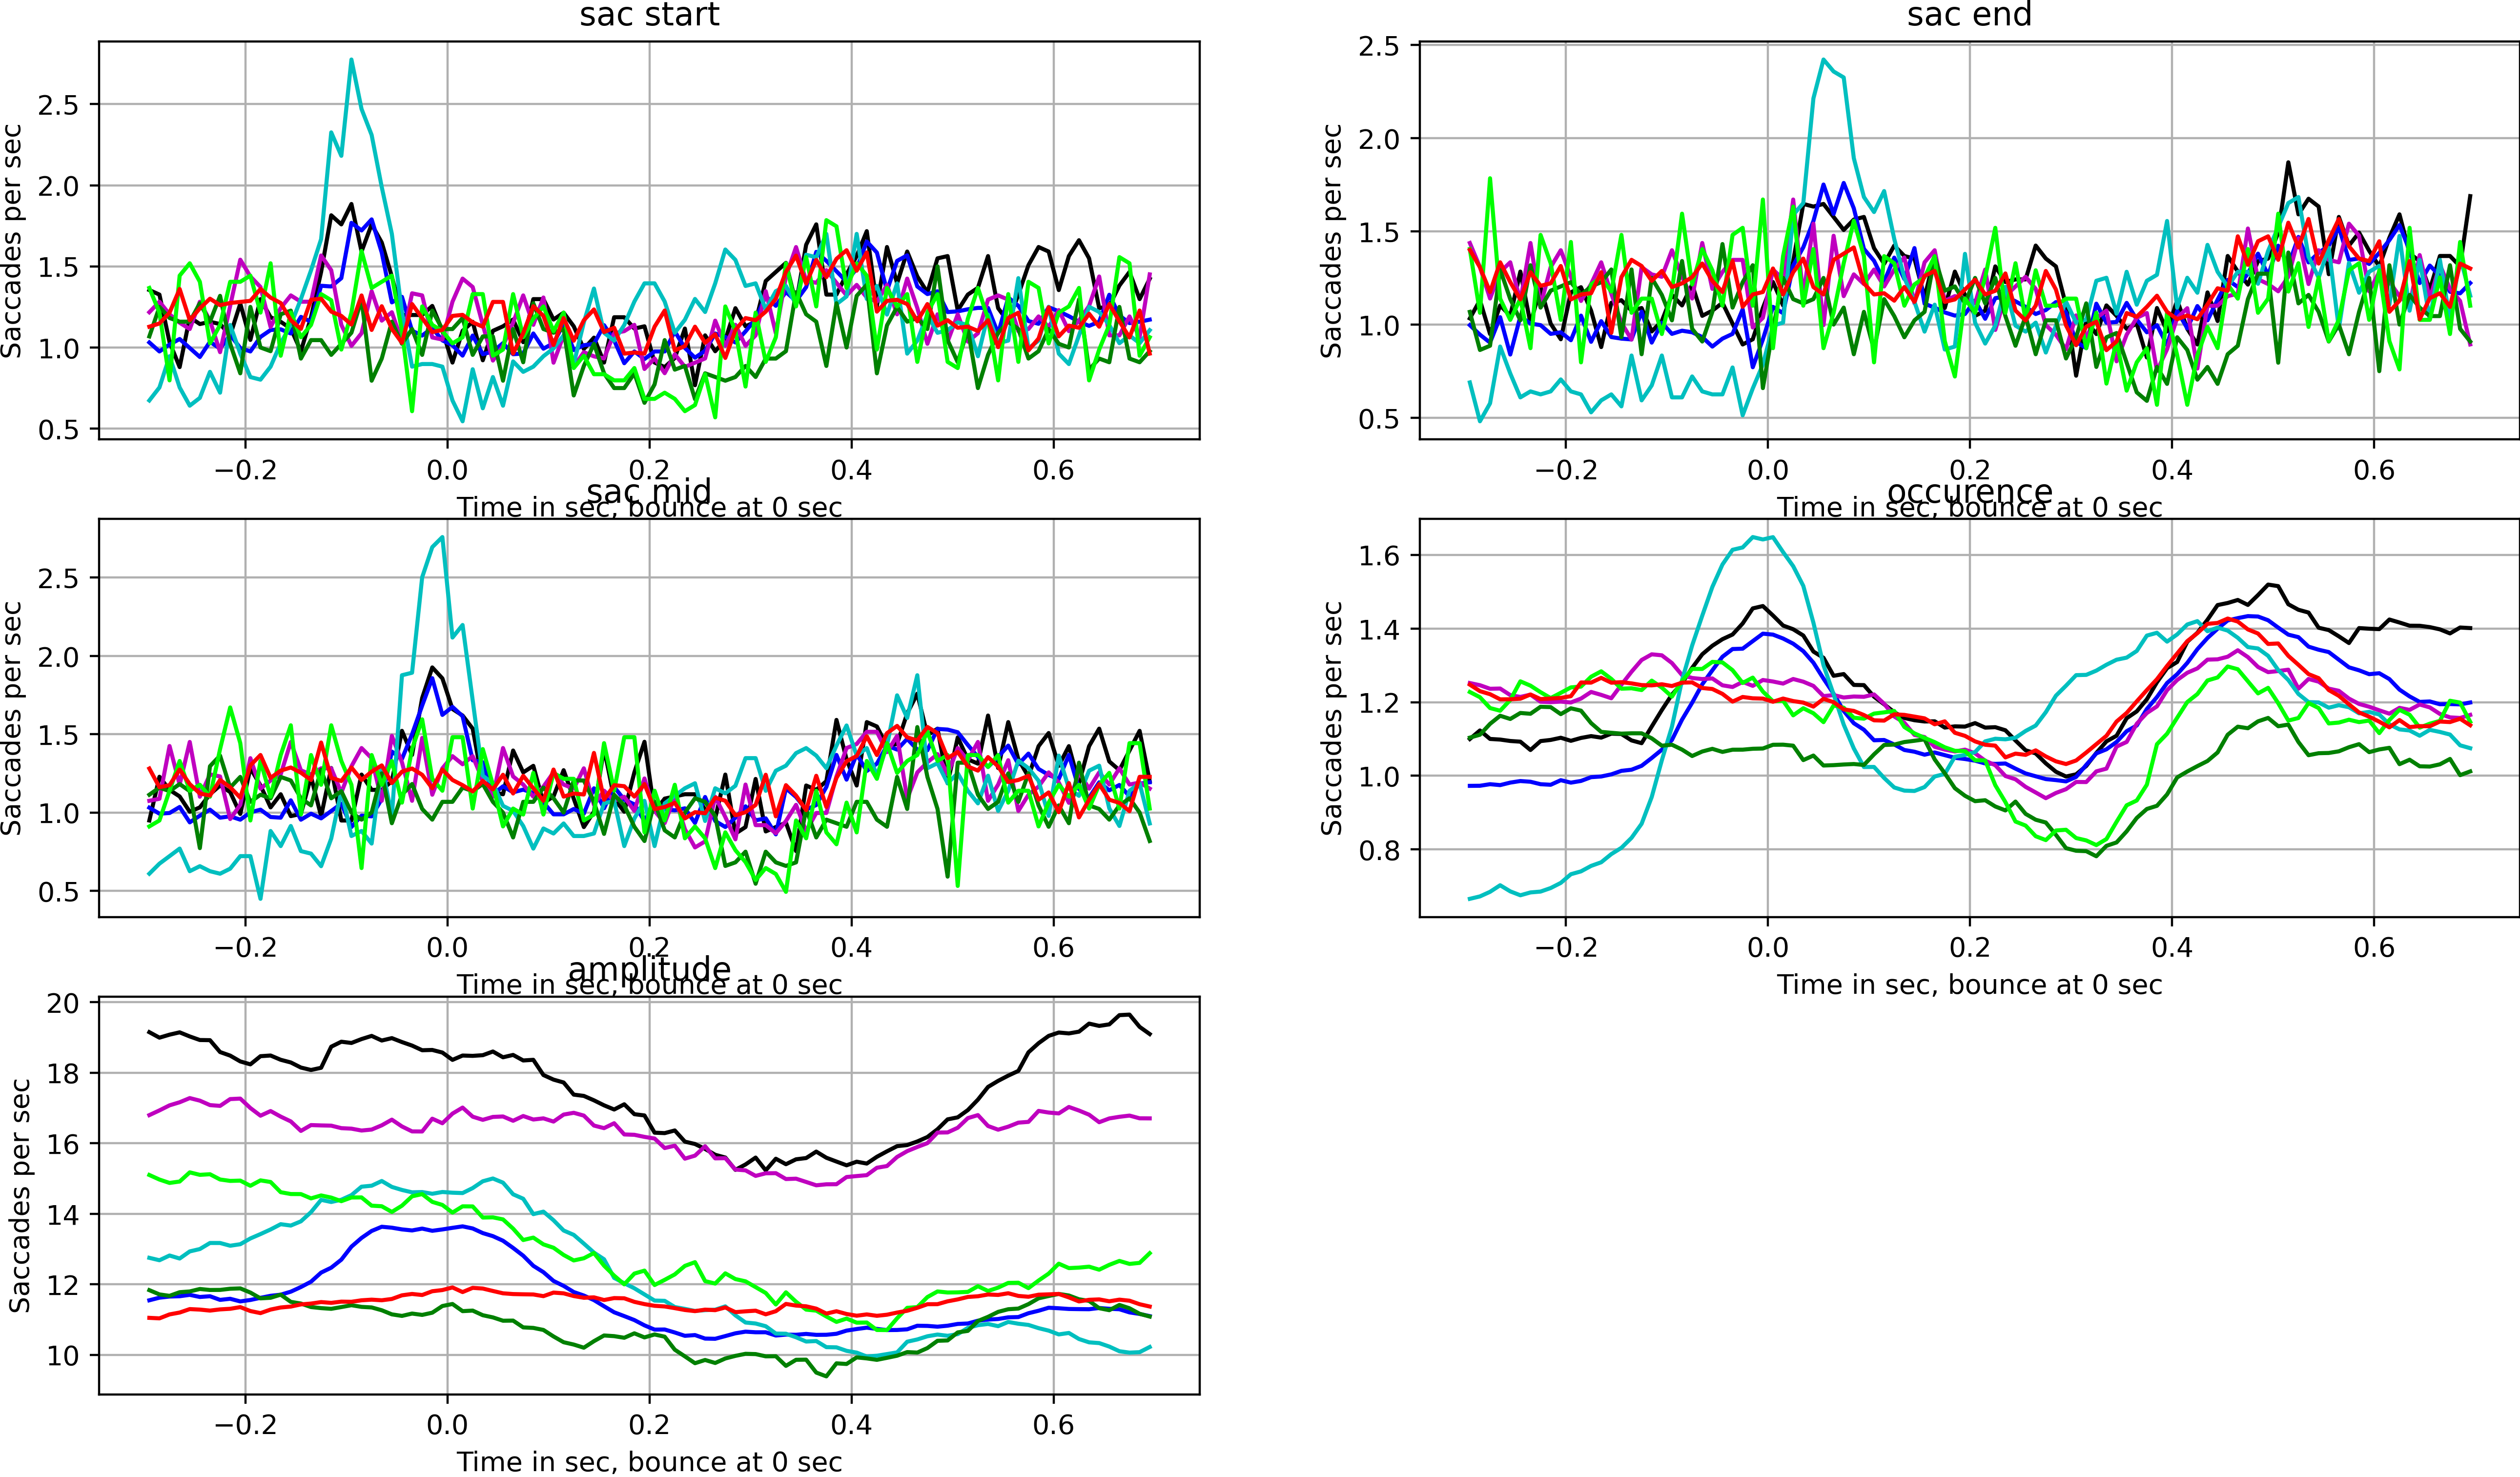 sac start
Saccades per sec
2.5
2.0
1.5
1.0
0.5
−0.2 0.0 0.2 0.4 0.6
Time in sec, bounce at 0 sec
sac end
Saccades per sec
2.5
2.0
1.5
1.0
0.5
−0.2 0.0 0.2 0.4 0.6
Time in sec, bounce at 0 sec
sac mid
Saccades per sec
2.5
2.0
1.5
1.0
0.5
−0.2 0.0 0.2 0.4 0.6
Time in sec, bounce at 0 sec
occurence
Saccades per sec
1.6
1.4
1.2
1.0
0.8
−0.2 0.0 0.2 0.4 0.6
Time in sec, bounce at 0 sec
amplitude
Saccades per sec
20
18
16
14
12
10
−0.2 0.0 0.2 0.4 0.6
Time in sec, bounce at 0 sec